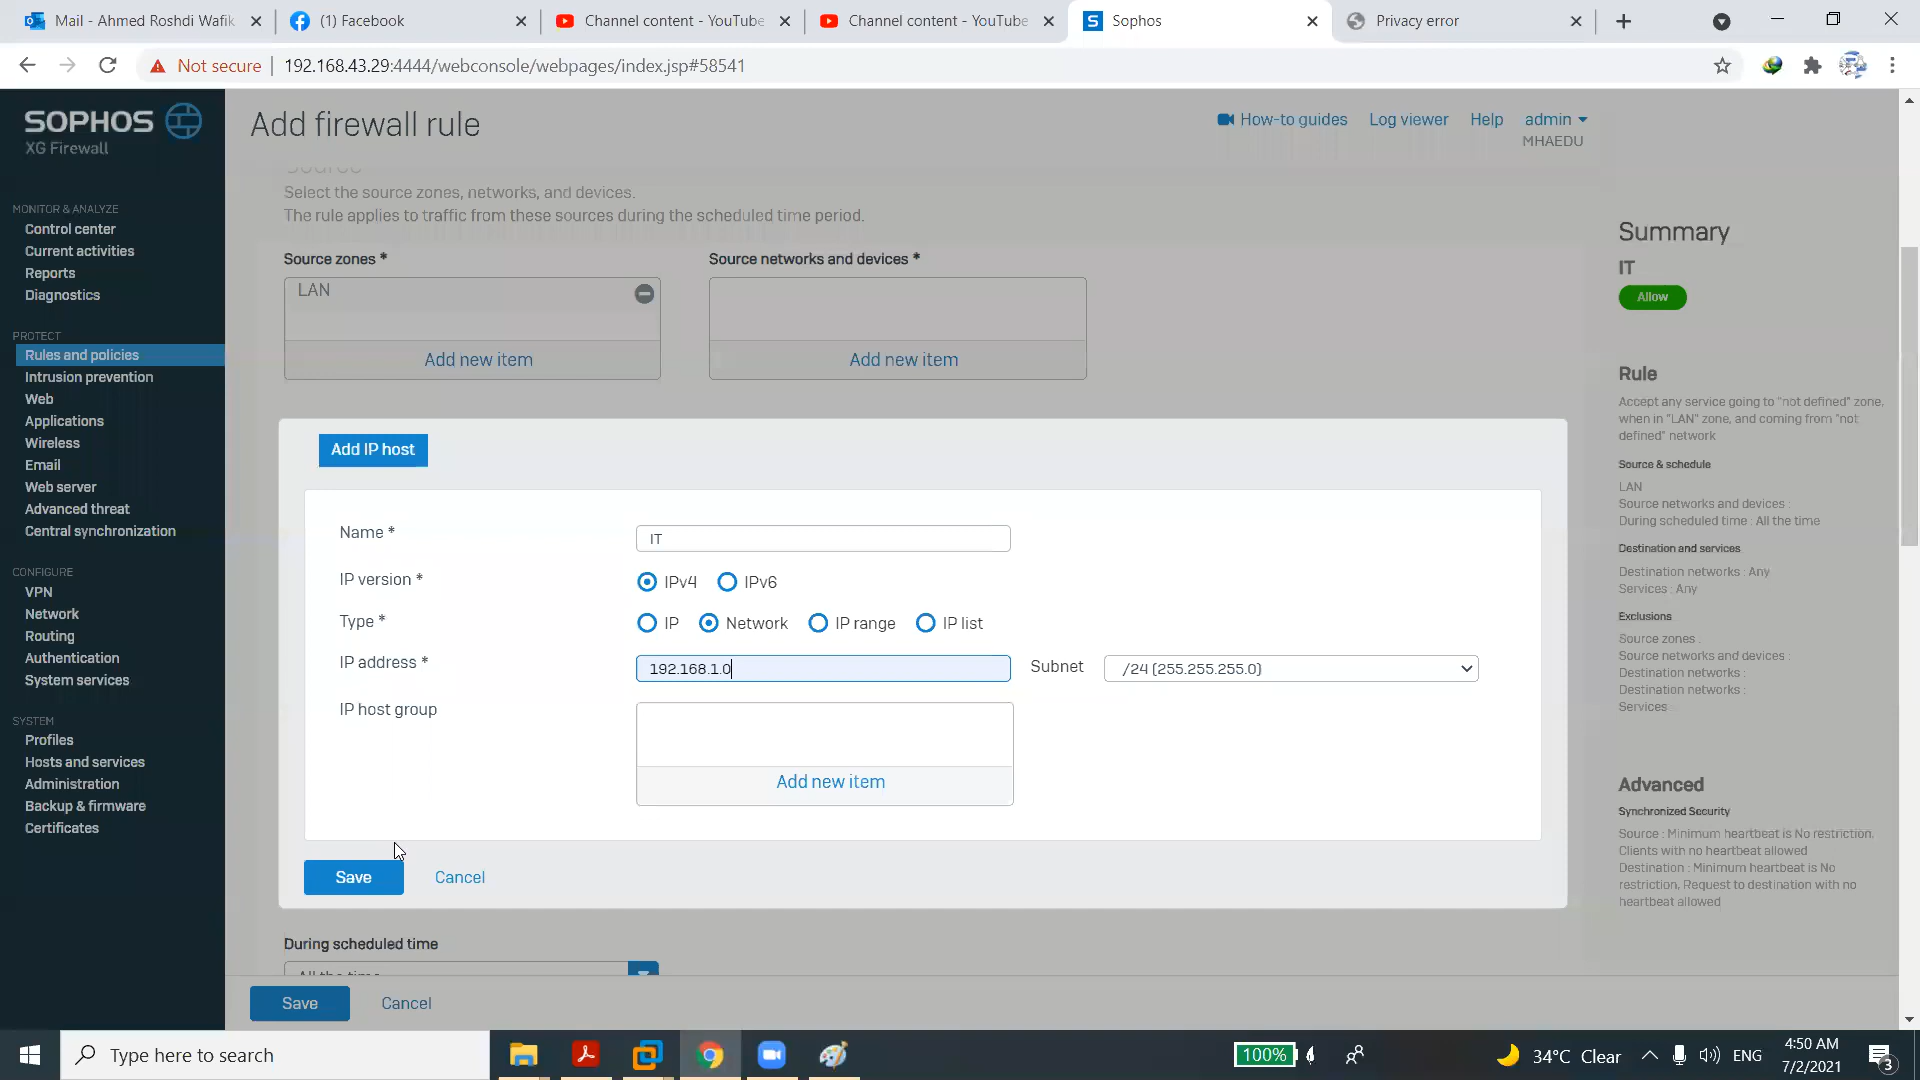 Mail - Ahmed Roshdi Wafik
(1) Facebook
Channel content - YouTube
Channel content - YouTube
Sophos
Privacy error
Not secure
192.168.43.29:4444/webconsole/webpages/index.jsp#58541
SOPHOS
XG Firewall
MONITOR & ANALYZE
Control center
Current activities
Reports
Diagnostics
PROTECT
Rules and policies
Intrusion prevention
Web
Applications
Wireless
Email
Web server
Advanced threat
Central synchronization
CONFIGURE
VPN
Network
Routing
Authentication
System services
SYSTEM
Profiles
Hosts and services
Administration
Backup & firmware
Certificates
Add firewall rule
How-to guides
Log viewer
Help
admin
MHAEDU
Source
Select the source zones, networks, and devices.
The rule applies to traffic from these sources during the scheduled time period.
Source zones *
LAN
Add new item
Source networks and devices *
Add new item
Add IP host
Name *
IT
IP version *
IPv4
IPv6
Type *
IP
Network
IP range
IP list
IP address *
192.168.1.0
Subnet
/24 (255.255.255.0)
IP host group
Add new item
Save
Cancel
During scheduled time
All the time
Save
Cancel
Summary
IT
Allow
Rule
Accept any service going to "not defined" zone,
when in "LAN" zone, and coming from "not
defined" network
Source & schedule
LAN
Source networks and devices :
During scheduled time : All the time
Destination and services
Destination networks : Any
Services : Any
Exclusions
Source zones :
Source networks and devices :
Destination networks :
Destination networks :
Services
Advanced
Synchronized Security
Source : Minimum heartbeat is No restriction.
Clients with no heartbeat allowed
Destination : Minimum heartbeat is No
restriction. Request to destination with no
heartbeat allowed
Type here to search
100%
34°C Clear
ENG
4:50 AM
7/2/2021
3